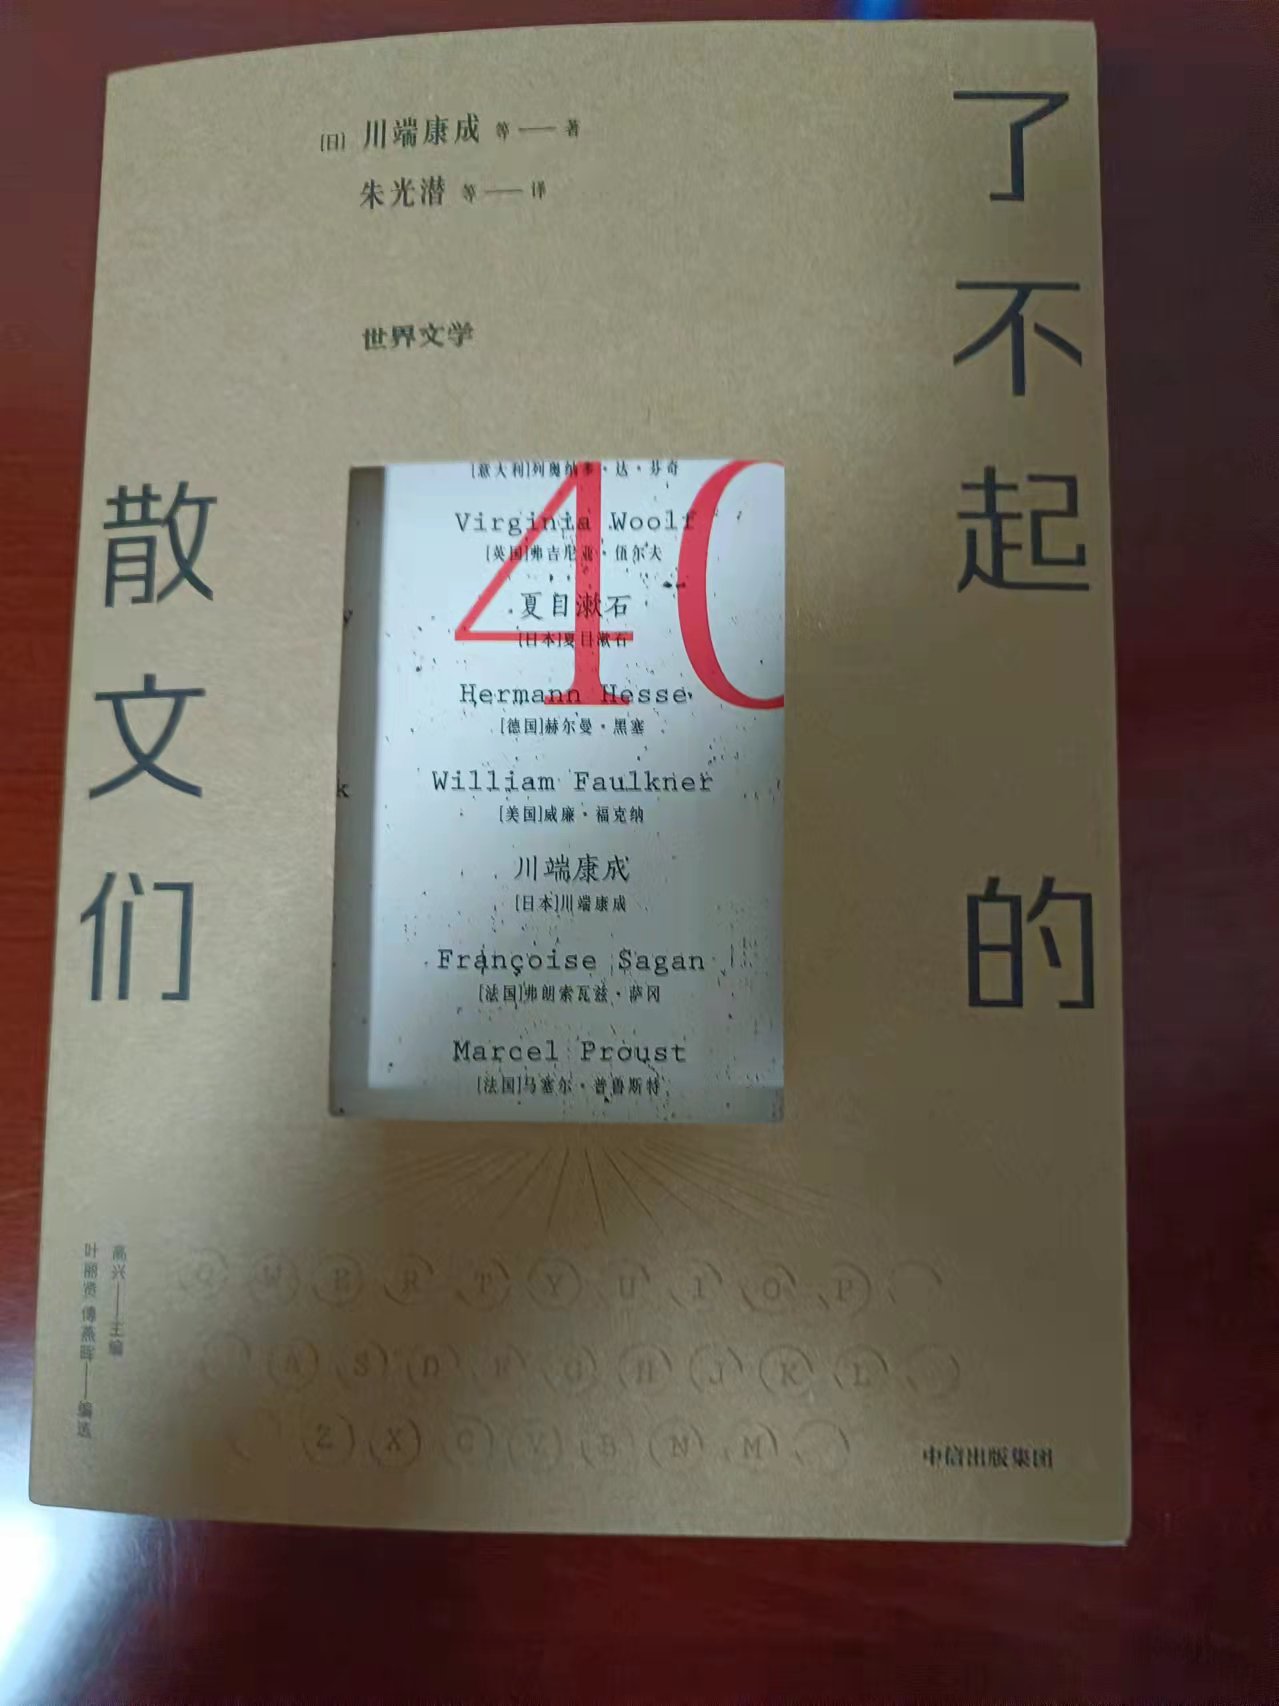 [日] 川端康成 等——著
朱光潜 等——译
世界文学
了不起的
散文们
40
[意大利]列奥纳多·达·芬奇
Virginia Woolf
[英国]弗吉尼亚·伍尔夫
夏目漱石
[日本]夏目漱石
Hermann Hesse
[德国]赫尔曼·黑塞
William Faulkner
[美国]威廉·福克纳
川端康成
[日本]川端康成
Françoise Sagan
[法国]弗朗索瓦兹·萨冈
Marcel Proust
[法国]马塞尔·普鲁斯特
y
k
高兴——主编
叶丽贤 傅燕晖——编选
Q W E R T Y U I O P
A S D F G H J K L
Z X C V B N M
中信出版集团